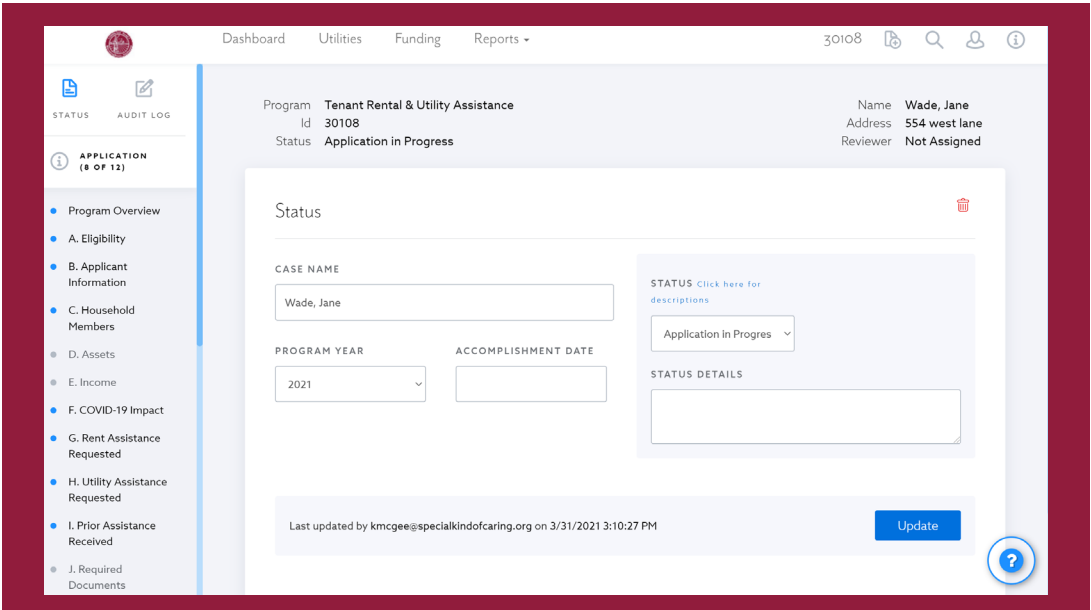 Dashboard Utilities Funding Reports 30108
STATUS AUDIT LOG
APPLICATION
(8 OF 12)
Program Overview
A. Eligibility
B. Applicant
Information
C. Household
Members
D. Assets
E. Income
F. COVID-19 Impact
G. Rent Assistance
Requested
H. Utility Assistance
Requested
I. Prior Assistance
Received
J. Required
Documents
Program Tenant Rental & Utility Assistance
Id 30108
Status Application in Progress
Name Wade, Jane
Address 554 west lane
Reviewer Not Assigned
Status
CASE NAME
Wade, Jane
PROGRAM YEAR ACCOMPLISHMENT DATE
2021
STATUS Click here for
descriptions
Application in Progres
STATUS DETAILS
Last updated by kmcgee@specialkindofcaring.org on 3/31/2021 3:10:27 PM
Update
?